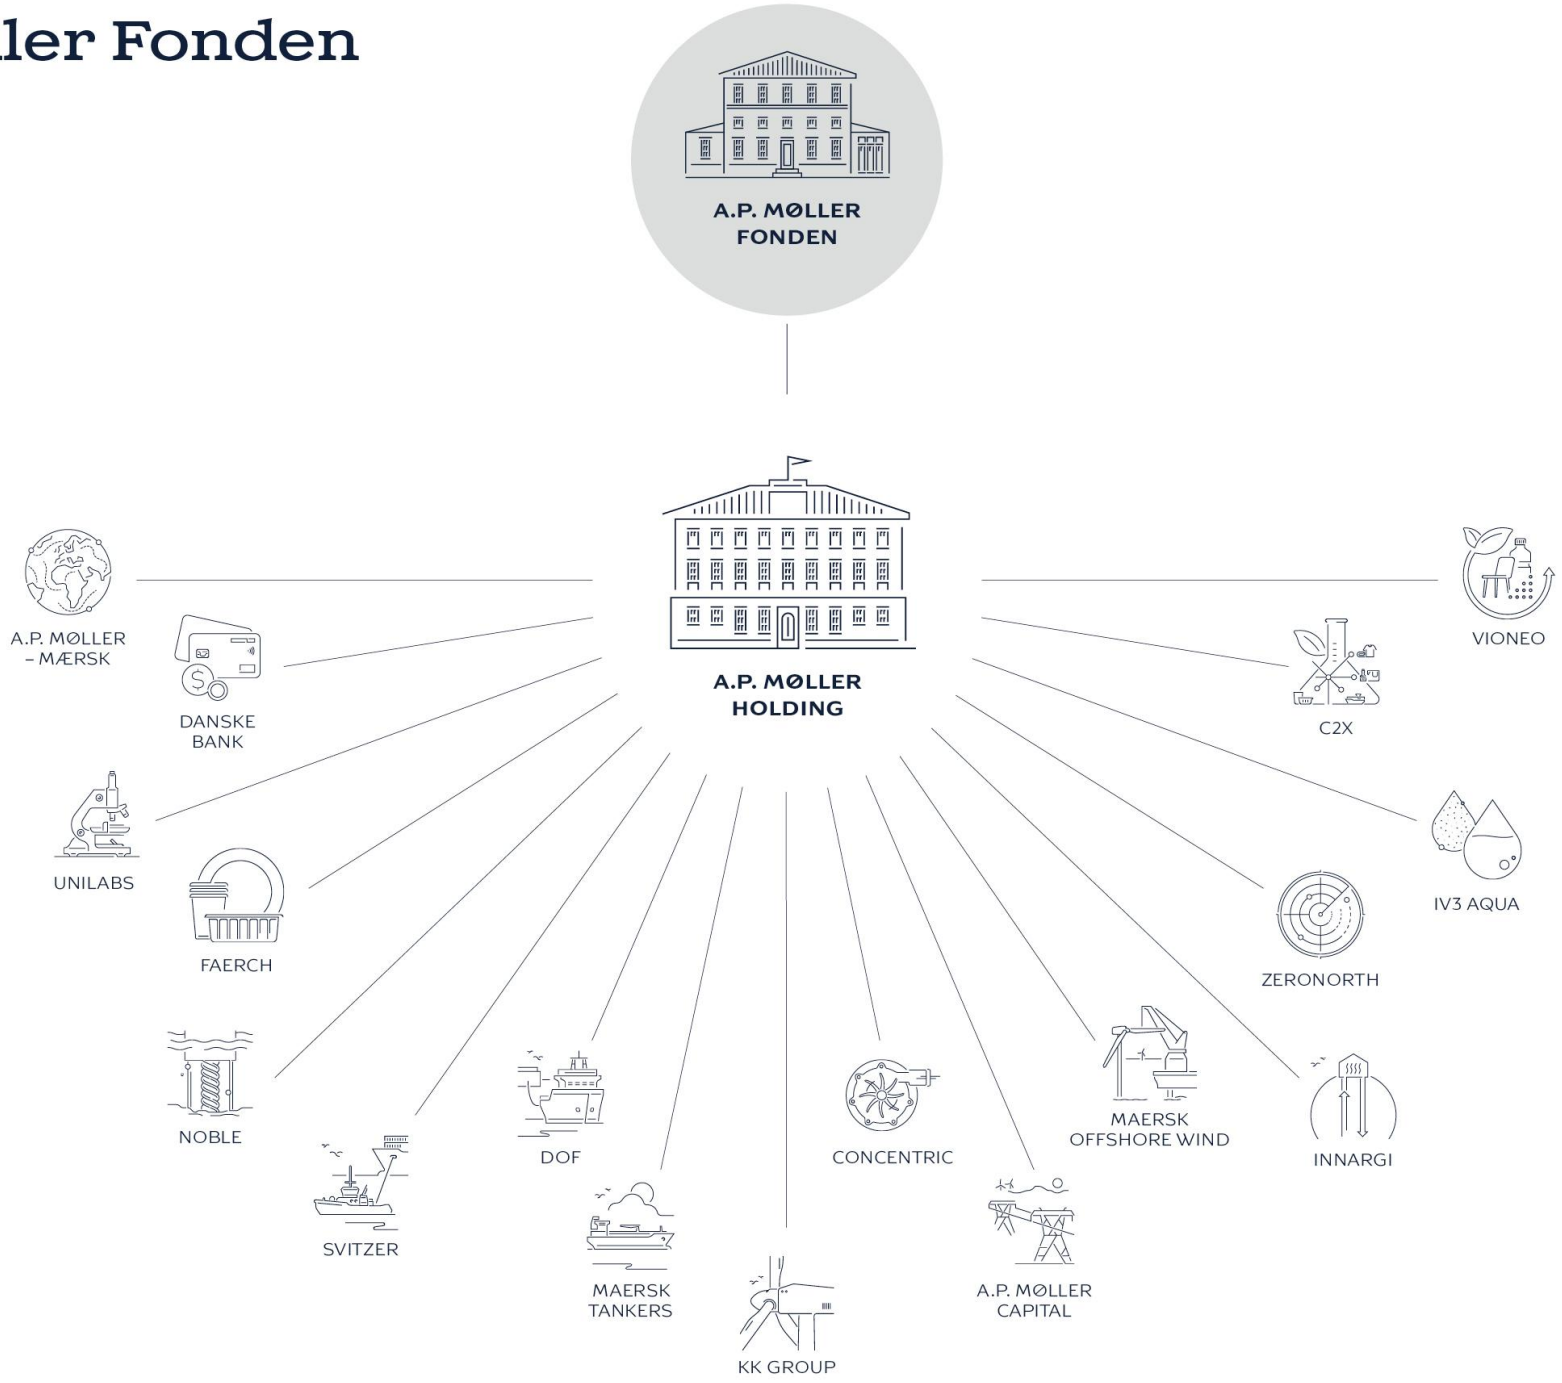 Fonden
A.P. MØLLER
FONDEN
A.P. MØLLER
HOLDING
A.P. MØLLER
– MÆRSK
DANSKE
BANK
UNILABS
FAERCH
NOBLE
SVITZER
DOF
MAERSK
TANKERS
KK GROUP
CONCENTRIC
A.P. MØLLER
CAPITAL
MAERSK
OFFSHORE WIND
INNARGI
ZERONORTH
IV3 AQUA
C2X
VIONEO